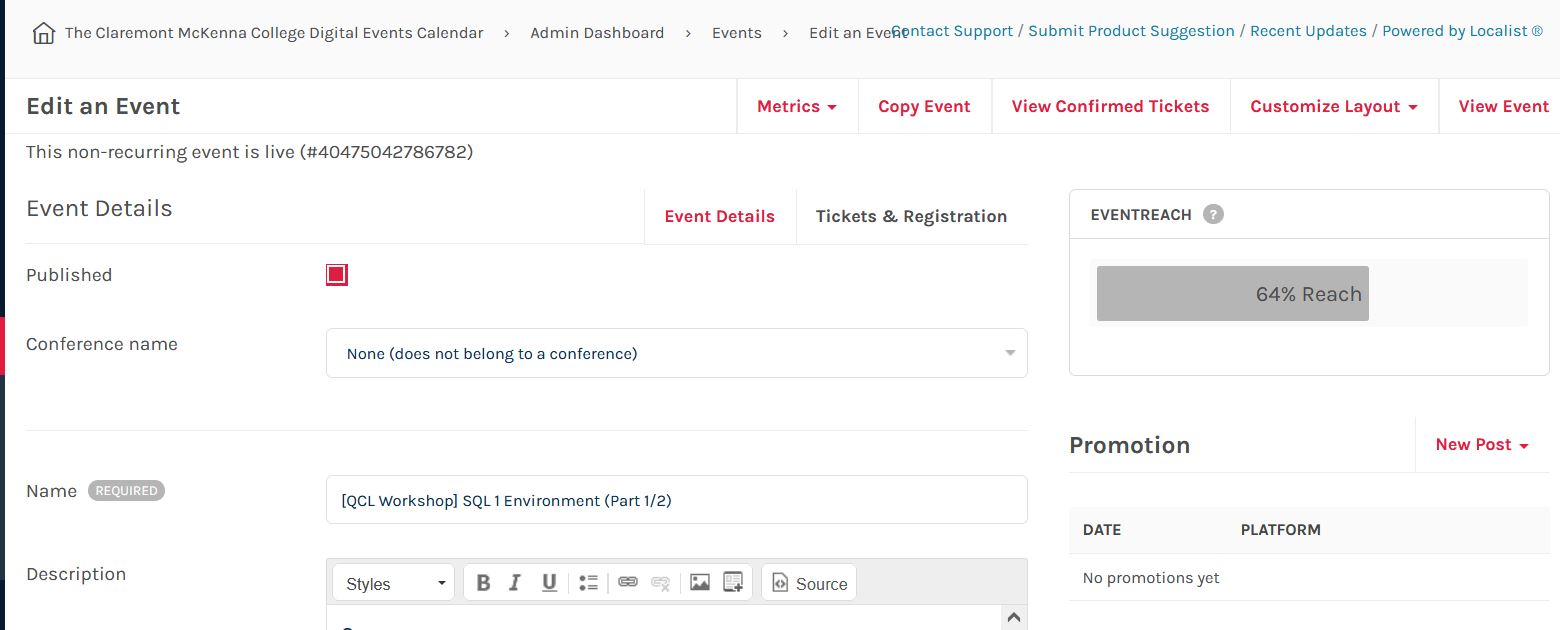 The Claremont McKenna College Digital Events Calendar > Admin Dashboard > Events > Edit an Event
Contact Support / Submit Product Suggestion / Recent Updates / Powered by Localist ®
Edit an Event
Metrics
Copy Event
View Confirmed Tickets
Customize Layout
View Event
This non-recurring event is live (#40475042786782)
Event Details
Event Details
Tickets & Registration
EVENTREACH ?
Published
64% Reach
Conference name
None (does not belong to a conference)
Promotion
New Post
Name REQUIRED
[QCL Workshop] SQL 1 Environment (Part 1/2)
DATE PLATFORM
No promotions yet
Description
Styles
B I U
Source